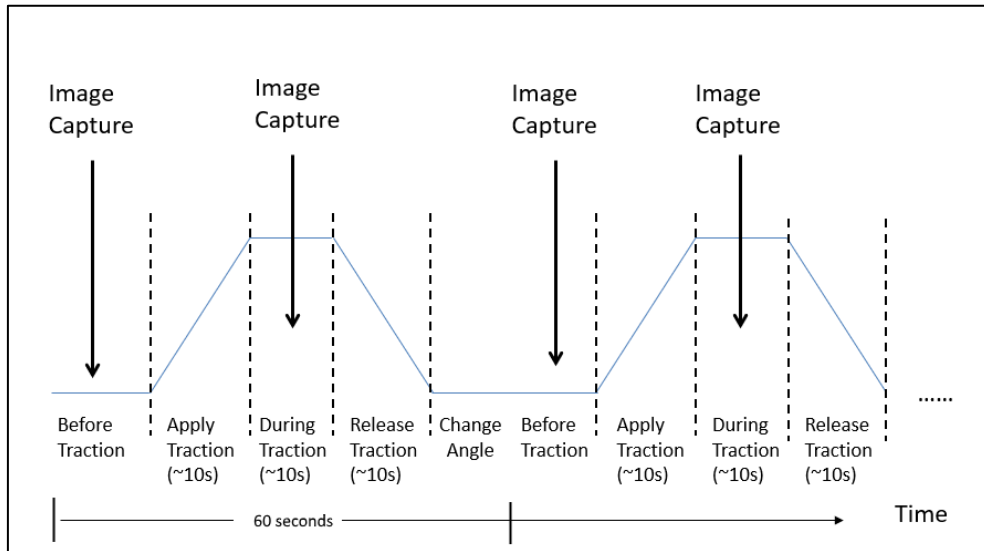 Image
Capture
Image
Capture
Image
Capture
Image
Capture
Before
Traction
Apply
Traction
(~10s)
During
Traction
(~10s)
Release
Traction
(~10s)
Change
Angle
Before
Traction
Apply
Traction
(~10s)
During
Traction
(~10s)
Release
Traction
(~10s)
......
60 seconds
Time